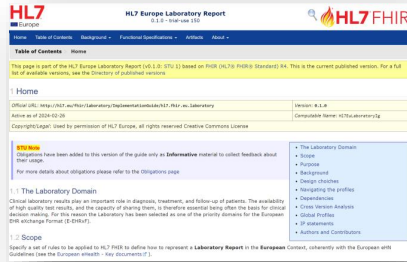 HL7
Europe
HL7 Europe Laboratory Report
0.1.0 - trial-use 150
HL7 FHIR
Home Table of Contents Background Functional Specifications Artifacts About
Table of Contents Home
This page is part of the HL7 Europe Laboratory Report (v0.1.0: STU 1) based on FHIR (HL7® FHIR® Standard) R4. This is the current published version. For a full
list of available versions, see the Directory of published versions
1 Home
Official URL: http://hl7.eu/fhir/laboratory/ImplementationGuide/hl7.fhir.eu.laboratory Version: 0.1.0
Active as of 2024-02-26 Computable Name: Hl7EuLaboratoryIg
Copyright/Legal: Used by permission of HL7 Europe, all rights reserved Creative Commons License
STU Note
Obligations have been added to this version of the guide only as Informative material to collect feedback about
their usage.
For more details about obligations please refer to the Obligations page
• The Laboratory Domain
• Scope
• Purpose
• Background
• Design choices
• Navigating the profiles
• Dependencies
• Cross Version Analysis
• Global Profiles
• IP statements
• Authors and Contributors
1.1 The Laboratory Domain
Clinical laboratory results play an important role in diagnosis, treatment, and follow-up of patients. The availability
of high quality test results, and the capacity of sharing them, is therefore essential being often the basis for clinical
decision making. For this reason the Laboratory has been selected as one of the priority domains for the European
EHR eXchange Format (E-EHRxF).
1.2 Scope
Specify a set of rules to be applied to HL7 FHIR to define how to represent a Laboratory Report in the European Context, coherently with the European eHN
Guidelines (see the European eHealth - Key documents).